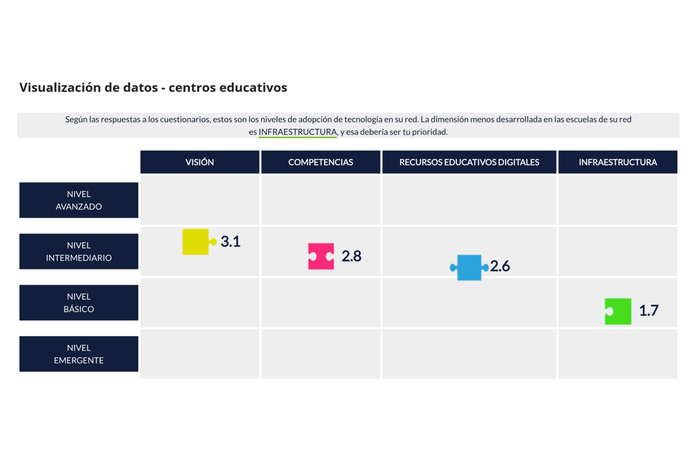 Visualización de datos - centros educativos
Según las respuestas a los cuestionarios, estos son los niveles de adopción de tecnología en su red. La dimensión menos desarrollada en las escuelas de su red
es INFRAESTRUCTURA, y esa debería ser tu prioridad.
VISIÓN
COMPETENCIAS
RECURSOS EDUCATIVOS DIGITALES
INFRAESTRUCTURA
NIVEL
AVANZADO
NIVEL
INTERMEDIARIO
3.1
2.8
2.6
NIVEL
BÁSICO
1.7
NIVEL
EMERGENTE